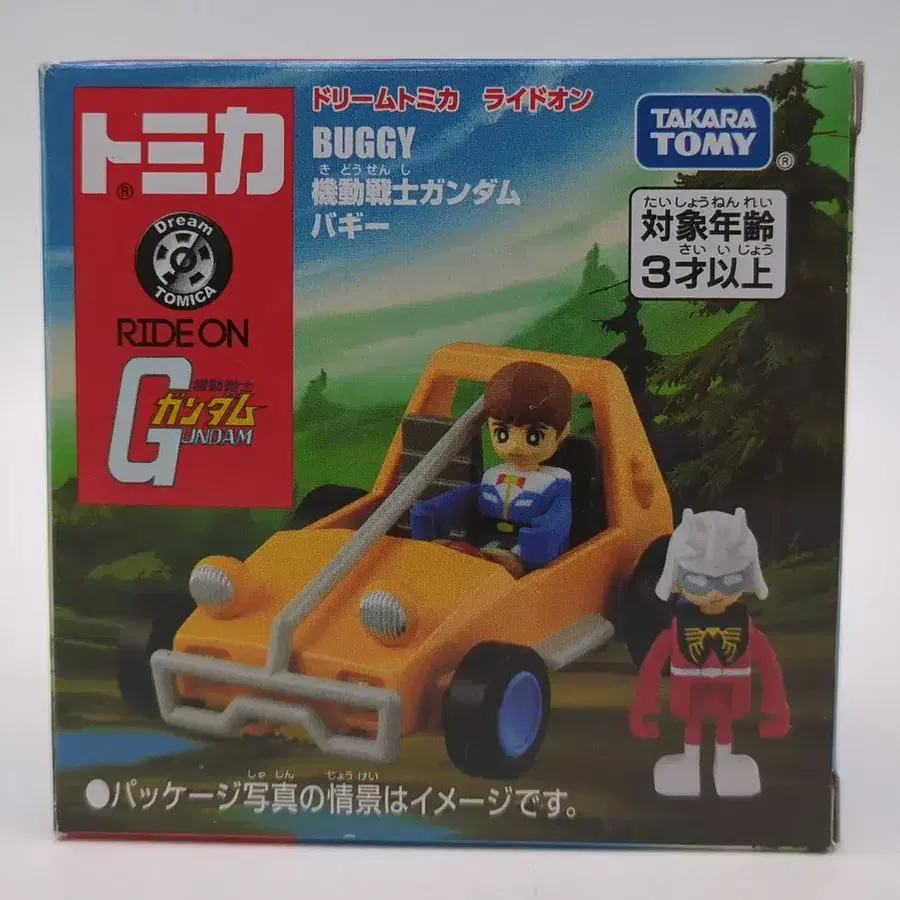 トミカ
®
Dream
TOMICA
RIDE ON
機動戦士
ガンダム
GUNDAM
ドリームトミカ ライドオン
BUGGY
きどうせんし
機動戦士ガンダム
バギー
TAKARA
TOMY
®
たいしょうねんれい
対象年齢
さいいじょう
3才以上
しゃしん じょうけい
●パッケージ写真の情景はイメージです。